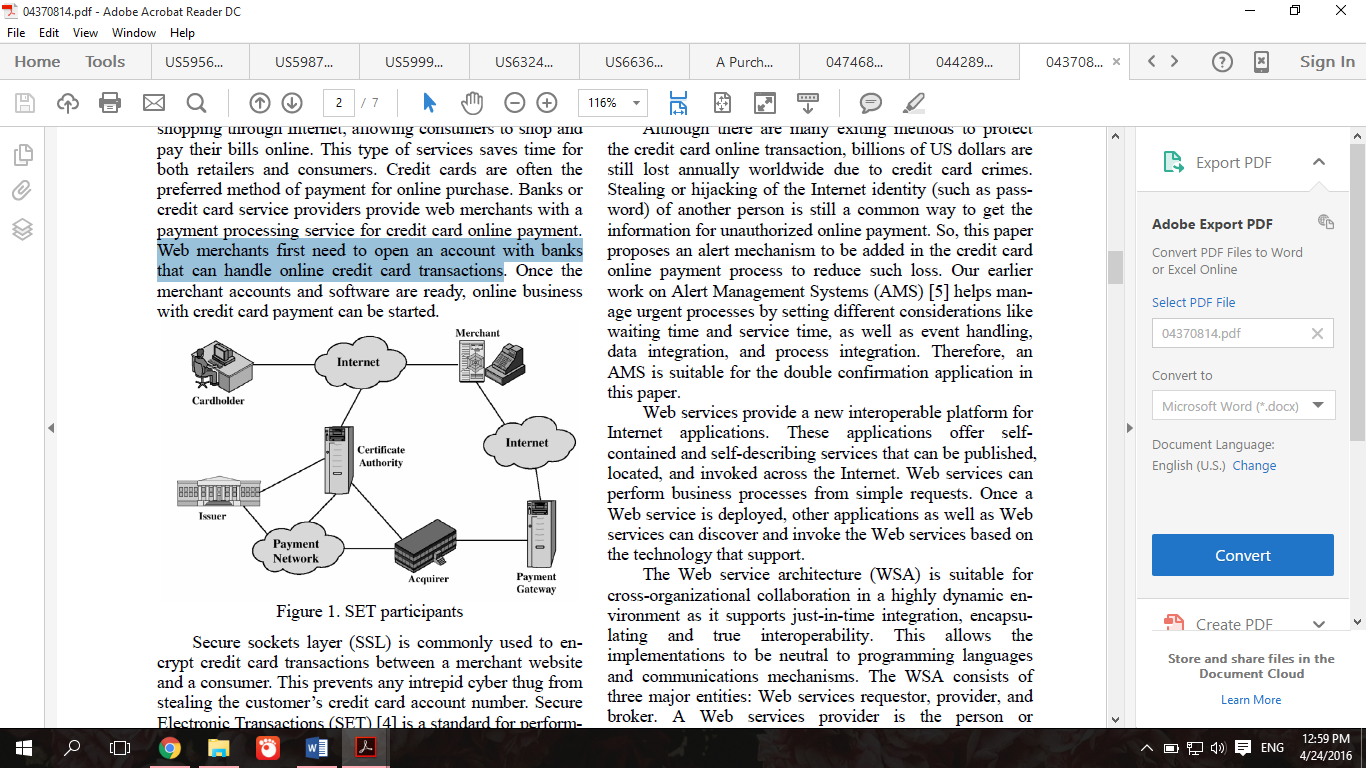 04370814.pdf - Adobe Acrobat Reader DC
File Edit View Window Help
Home Tools US5956... US5987... US5999... US6324... US6636... A Purch... 047468... 044289... 043708... × Sign In
2 / 7 116%
shopping through Internet, allowing consumers to shop and
pay their bills online. This type of services saves time for
both retailers and consumers. Credit cards are often the
preferred method of payment for online purchase. Banks or
credit card service providers provide web merchants with a
payment processing service for credit card online payment.
Web merchants first need to open an account with banks
that can handle online credit card transactions. Once the
merchant accounts and software are ready, online business
with credit card payment can be started.
Merchant
Internet
Cardholder
Internet
Certificate
Authority
Issuer
Payment
Network
Acquirer
Payment
Gateway
Figure 1. SET participants
Secure sockets layer (SSL) is commonly used to en-
crypt credit card transactions between a merchant website
and a consumer. This prevents any intrepid cyber thug from
stealing the customer's credit card account number. Secure
Electronic Transactions (SET) [4] is a standard for perform-
Although there are many exiting methods to protect
the credit card online transaction, billions of US dollars are
still lost annually worldwide due to credit card crimes.
Stealing or hijacking of the Internet identity (such as pass-
word) of another person is still a common way to get the
information for unauthorized online payment. So, this paper
proposes an alert mechanism to be added in the credit card
online payment process to reduce such loss. Our earlier
work on Alert Management Systems (AMS) [5] helps man-
age urgent processes by setting different considerations like
waiting time and service time, as well as event handling,
data integration, and process integration. Therefore, an
AMS is suitable for the double confirmation application in
this paper.
Web services provide a new interoperable platform for
Internet applications. These applications offer self-
contained and self-describing services that can be published,
located, and invoked across the Internet. Web services can
perform business processes from simple requests. Once a
Web service is deployed, other applications as well as Web
services can discover and invoke the Web services based on
the technology that support.
The Web service architecture (WSA) is suitable for
cross-organizational collaboration in a highly dynamic en-
vironment as it supports just-in-time integration, encapsu-
lating and true interoperability. This allows the
implementations to be neutral to programming languages
and communications mechanisms. The WSA consists of
three major entities: Web services requestor, provider, and
broker. A Web services provider is the person or
Export PDF
Adobe Export PDF
Convert PDF Files to Word
or Excel Online
Select PDF File
04370814.pdf
Convert to
Microsoft Word (*.docx)
Document Language:
English (U.S.) Change
Convert
Create PDF
Store and share files in the
Document Cloud
Learn More
ENG
12:59 PM
4/24/2016